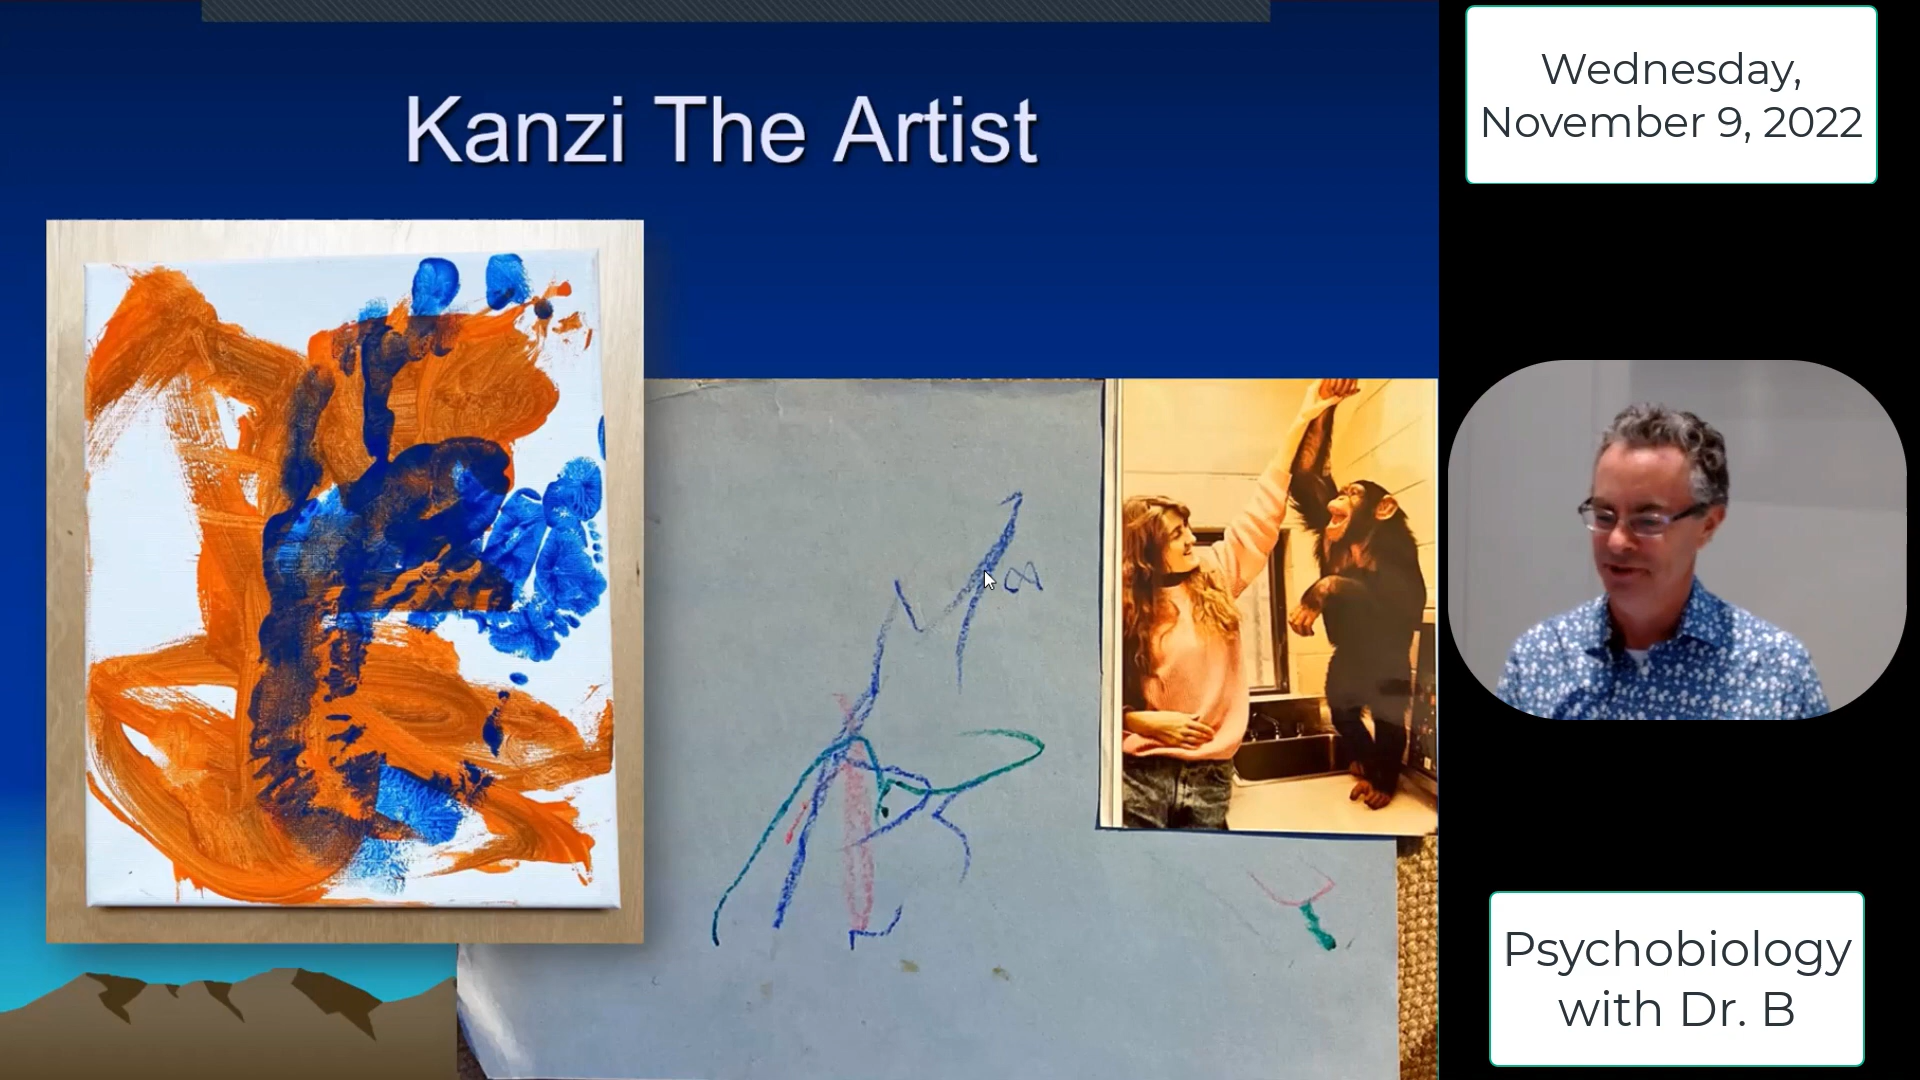 Kanzi The Artist
Wednesday,
November 9, 2022
Psychobiology
with Dr. B